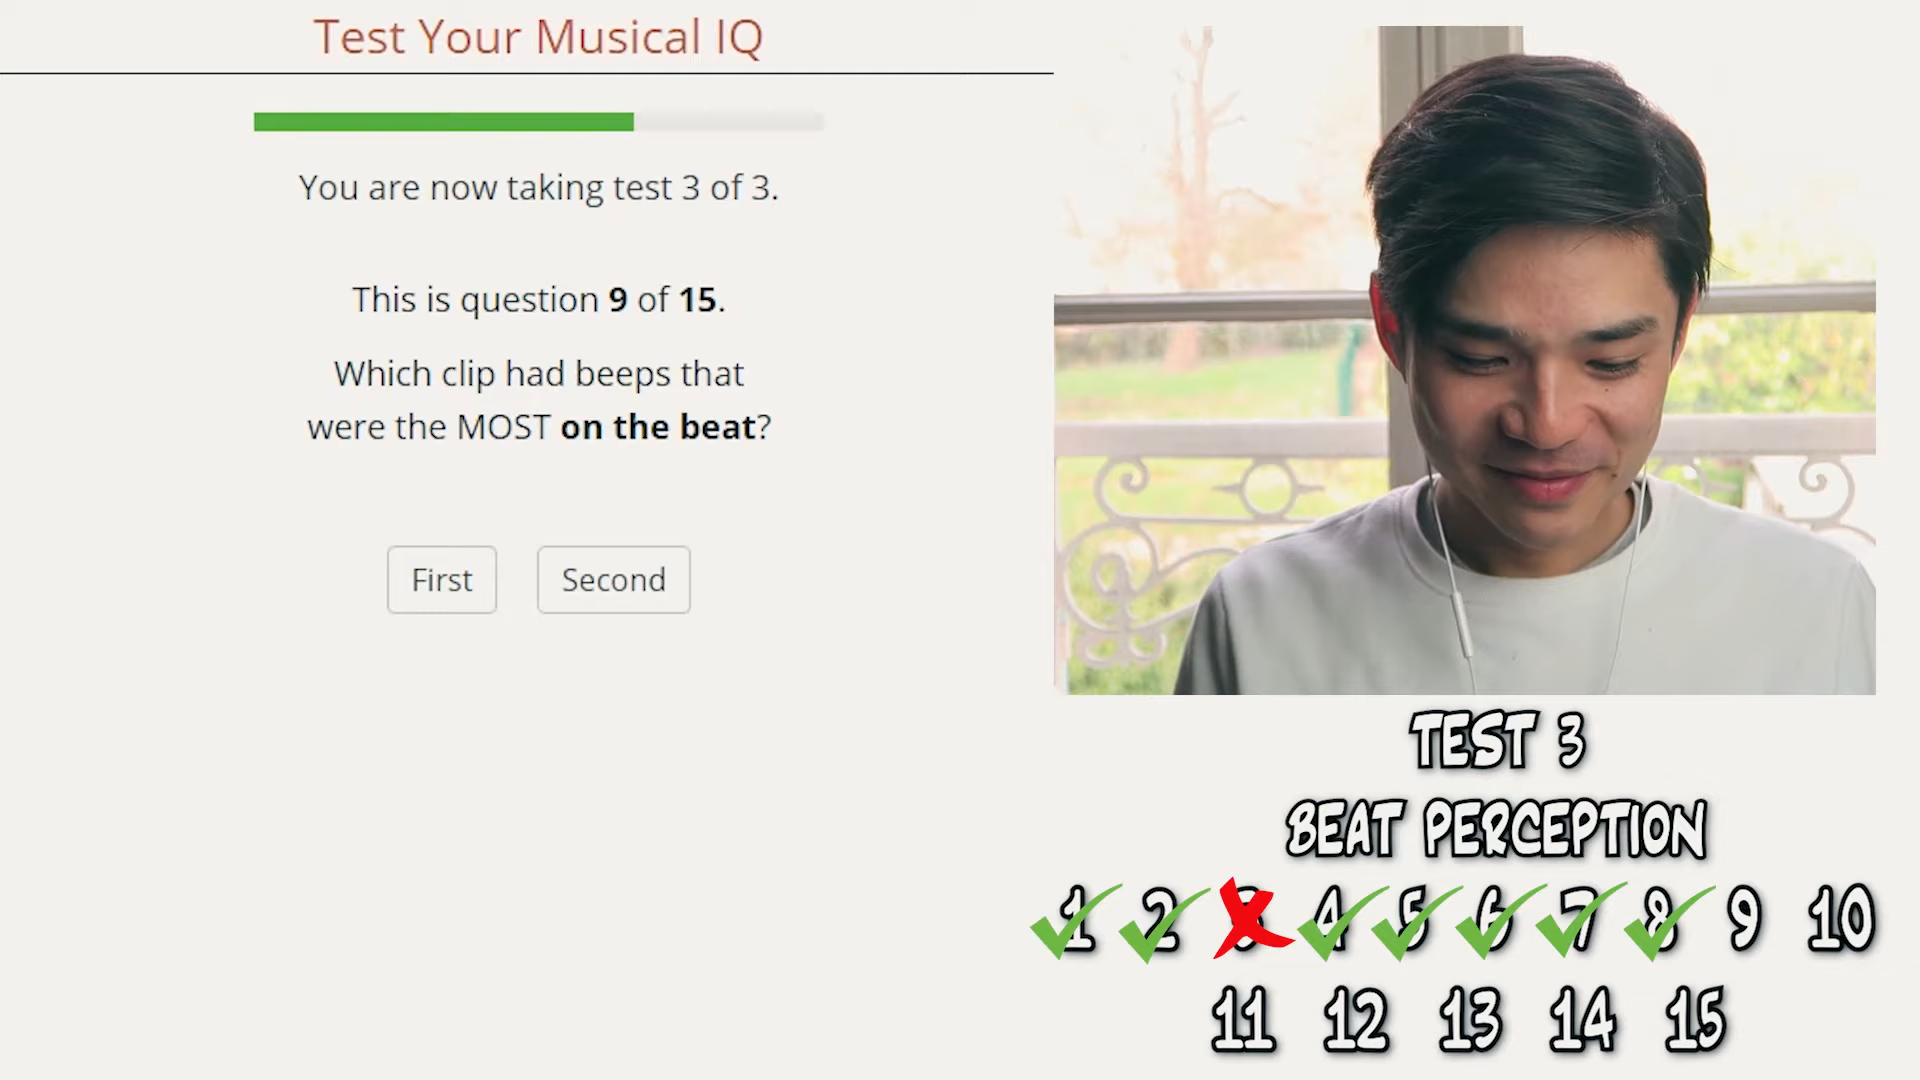 Test Your Musical IQ
You are now taking test 3 of 3.
This is question 9 of 15.
Which clip had beeps that
were the MOST on the beat?
First Second
TEST 3
BEAT PERCEPTION
1 2 3 4 5 6 7 8 9 10
11 12 13 14 15